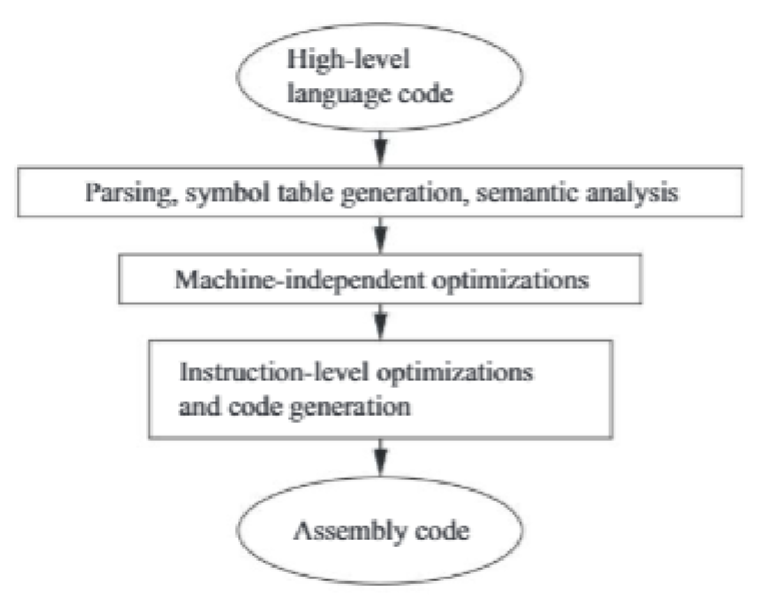 High-level
language code
Parsing, symbol table generation, semantic analysis
Machine-independent optimizations
Instruction-level optimizations
and code generation
Assembly code